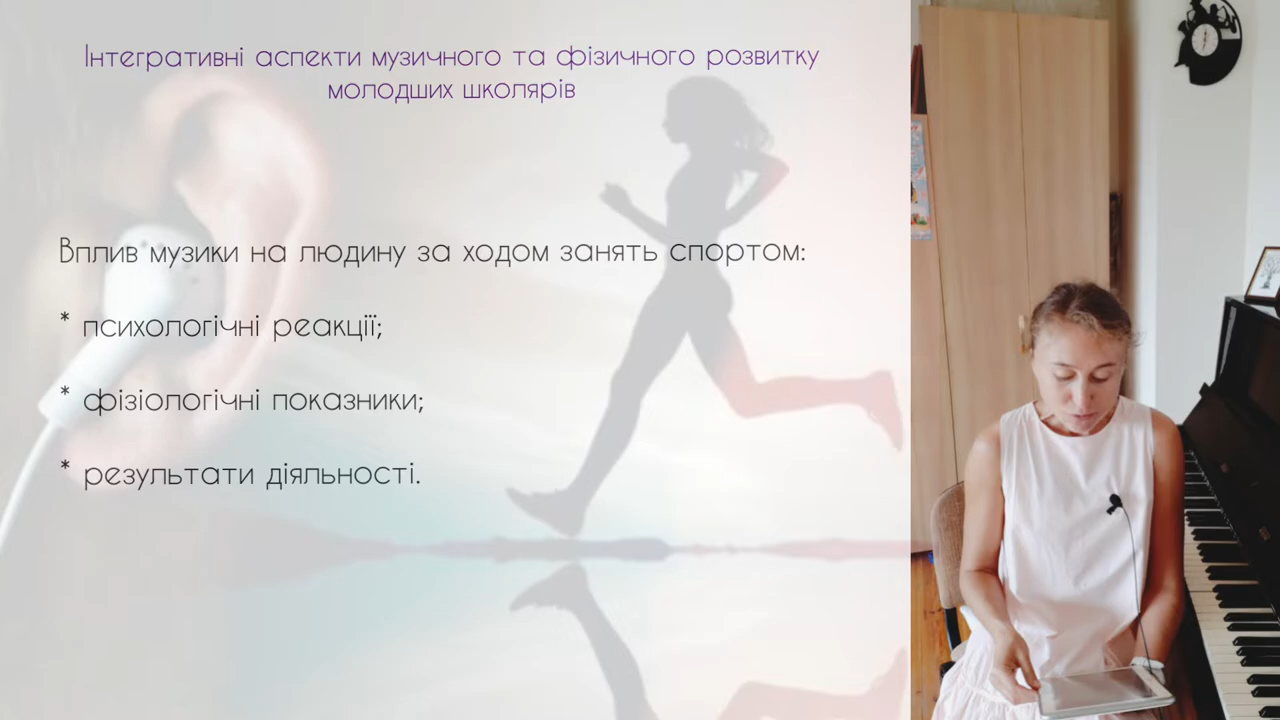 Інтегративні аспекти музичного та фізичного розвитку
молодших школярів
Вплив музики на людину за ходом занять спортом:
* психологічні реакції;
* фізіологічні показники;
* результати діяльності.